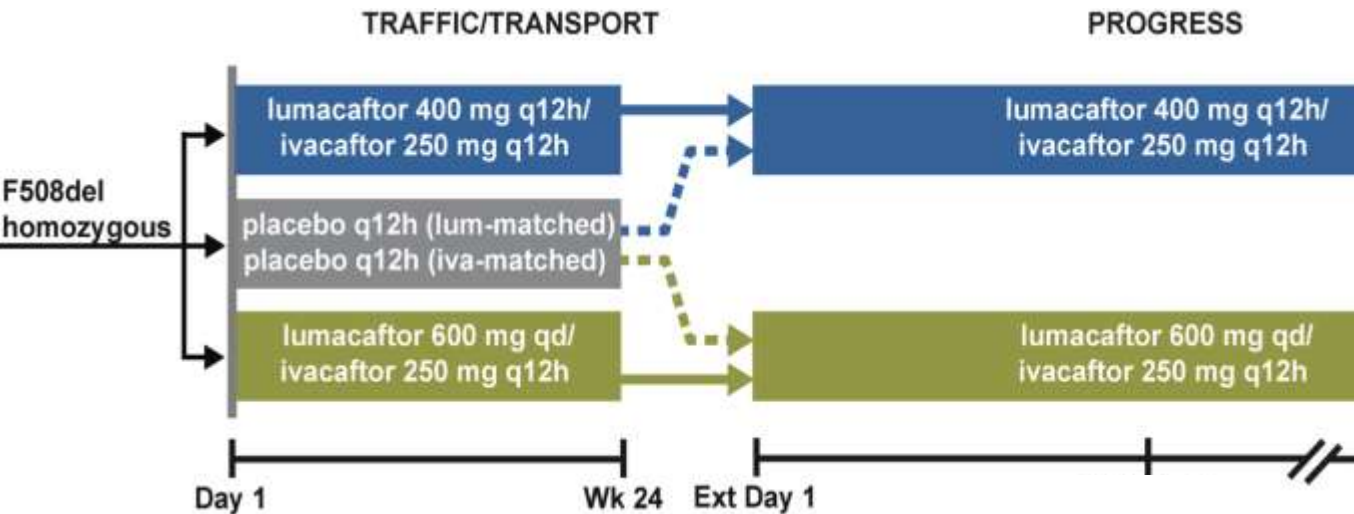 TRAFFIC/TRANSPORT
PROGRESS
F508del
homozygous
lumacaftor 400 mg q12h/
ivacaftor 250 mg q12h
placebo q12h (lum-matched)
placebo q12h (iva-matched)
lumacaftor 600 mg qd/
ivacaftor 250 mg q12h
lumacaftor 400 mg q12h/
ivacaftor 250 mg q12h
lumacaftor 600 mg qd/
ivacaftor 250 mg q12h
Day 1
Wk 24
Ext Day 1